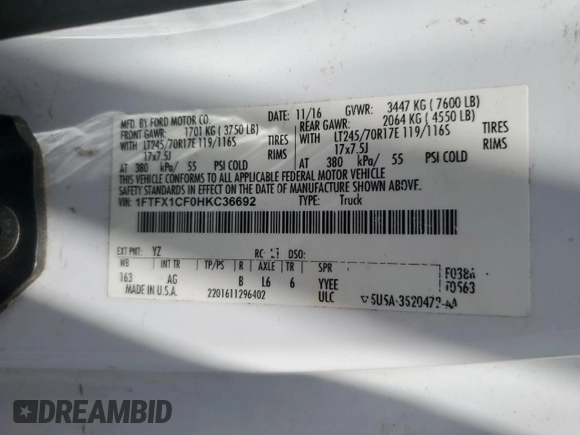 MFD. BY FORD MOTOR CO.
DATE: 11/16 GVWR: 3447 KG ( 7600 LB)
FRONT GAWR: 1701 KG ( 3750 LB) REAR GAWR: 2064 KG ( 4550 LB)
WITH LT245/70R17E 119/116S TIRES WITH LT245/70R17E 119/116S TIRES
17x7.5J RIMS 17x7.5J RIMS
AT 380 kPa/ 55 PSI COLD AT 380 kPa/ 55 PSI COLD
THIS VEHICLE CONFORMS TO ALL APPLICABLE FEDERAL MOTOR VEHICLE
SAFETY STANDARDS IN EFFECT ON THE DATE OF MANUFACTURE SHOWN ABOVE.
VIN: 1FTFX1CF0HKC36692 TYPE: Truck
EXT PNT: YZ RC: DSO:
WB INT TR TP/PS R AXLE TR SPR
163 AG B L6 6 YYEE
MADE IN U.S.A. 2201611296402 ULC
F0563
DREAMBID